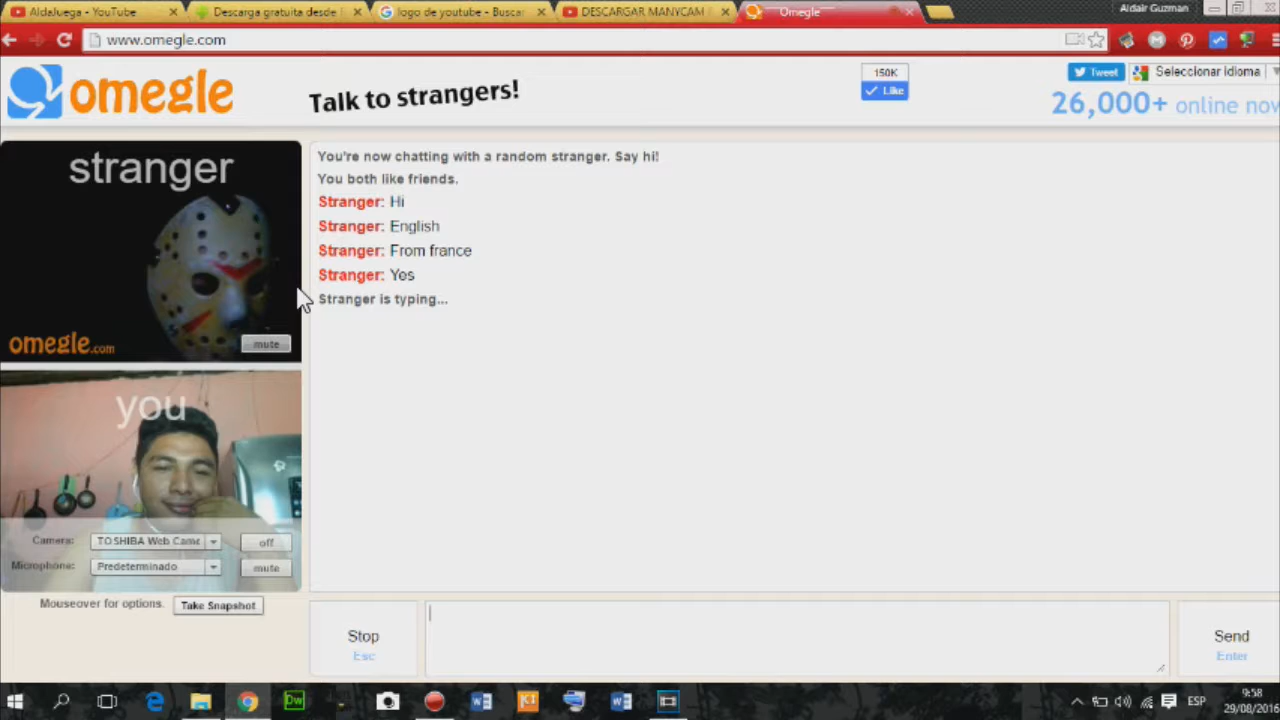 AldaJuega - YouTube
Descarga gratuita desde
logo de youtube - Buscar
DESCARGAR MANYCAM
Omegle
Aldair Guzman
www.omegle.com
omegle
Talk to strangers!
150K
Like
Tweet
Seleccionar idioma
26,000+ online now
stranger
omegle.com
mute
You're now chatting with a random stranger. Say hi!
You both like friends.
Stranger: Hi
Stranger: English
Stranger: From france
Stranger: Yes
Stranger is typing...
you
Camera: TOSHIBA Web Came
off
Microphone: Predeterminado
mute
Mouseover for options.
Take Snapshot
Stop
Esc
Send
Enter
Dw
KT
ESP
9:58
29/08/2016